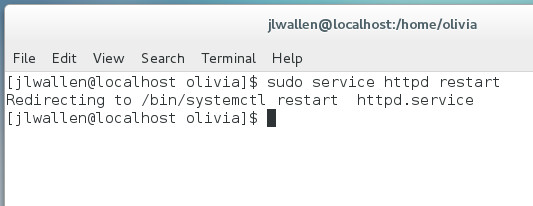 jlwallen@localhost:/home/olivia
File Edit View Search Terminal Help
[jlwallen@localhost olivia]$ sudo service httpd restart
Redirecting to /bin/systemctl restart  httpd.service
[jlwallen@localhost olivia]$